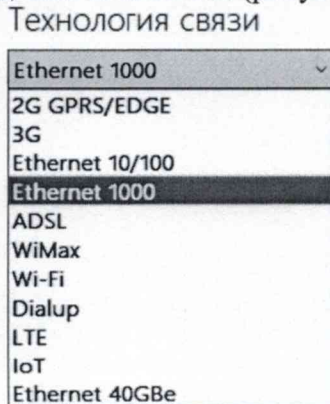 Технология связи
Ethernet 1000
2G GPRS/EDGE
3G
Ethernet 10/100
Ethernet 1000
ADSL
WiMax
Wi-Fi
Dialup
LTE
IoT
Ethernet 40GBe